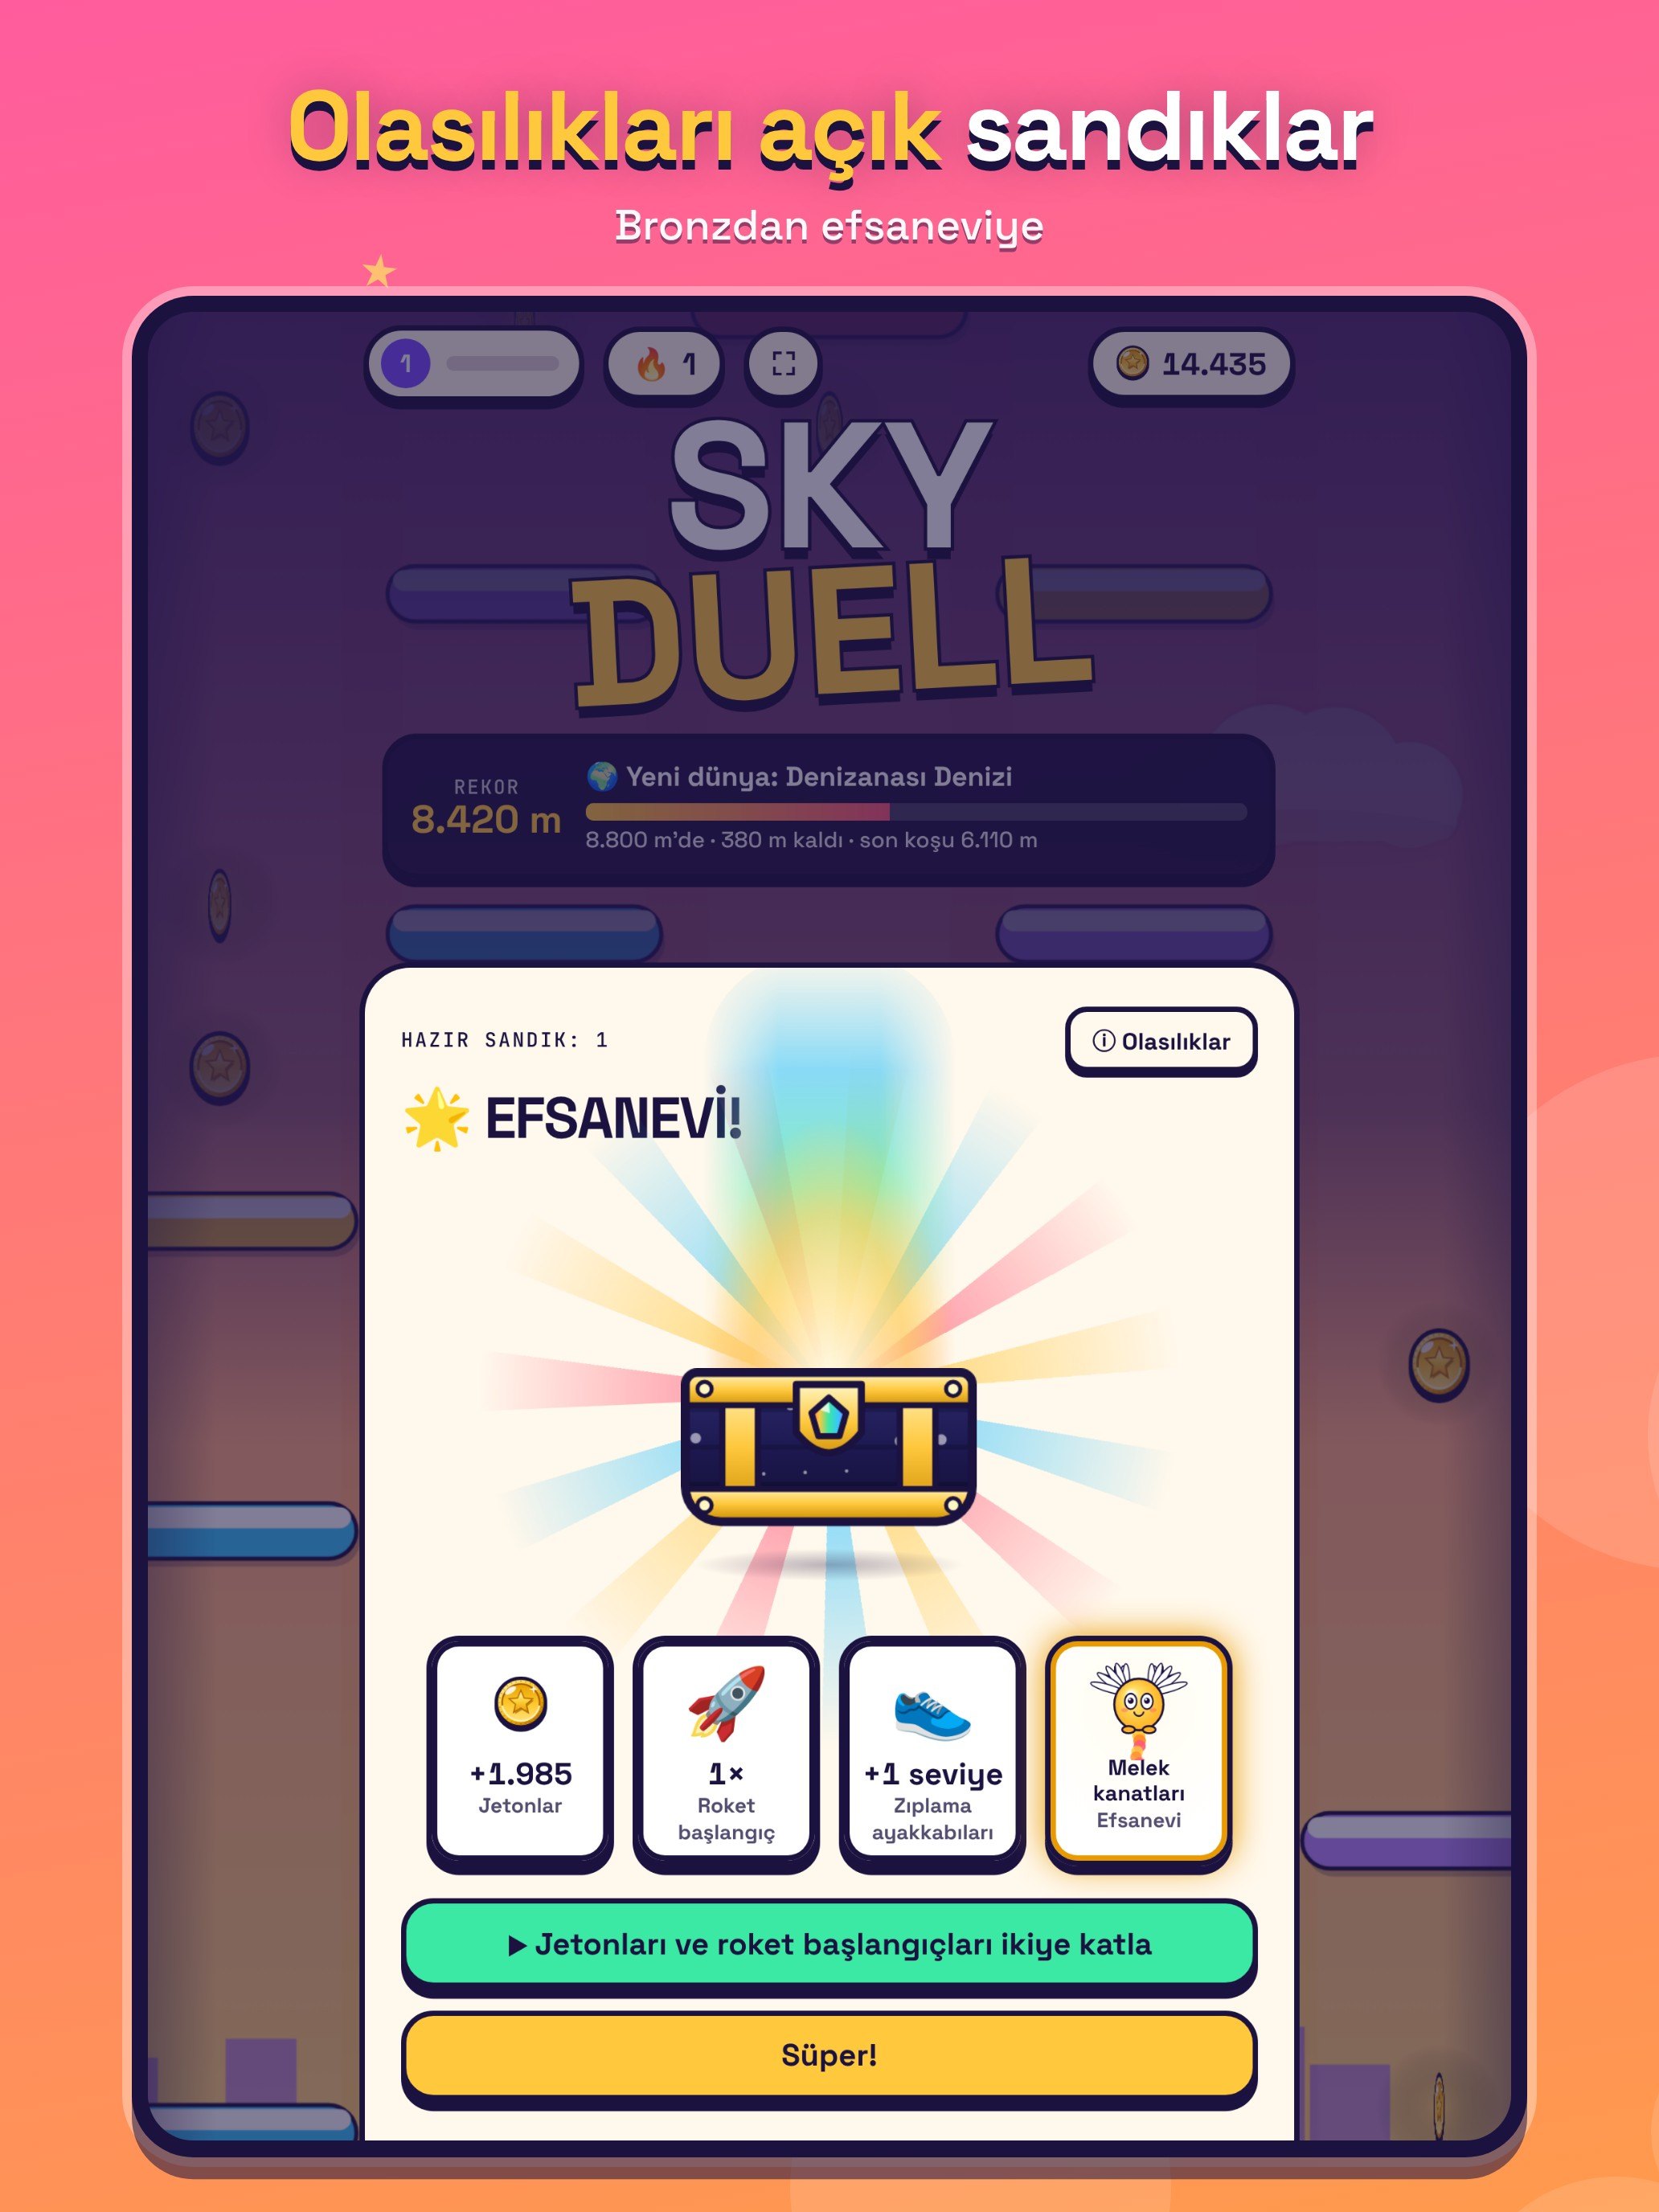 Olasılıkları açık sandıklar
Bronzdan efsaneviye
1
🔥 1
14.435
SKY
DUELL
REKOR
8.420 m
🌍 Yeni dünya: Denizanası Denizi
8.800 m'de · 380 m kaldı · son koşu 6.110 m
HAZIR SANDIK: 1
ⓘ Olasılıklar
🌟 EFSANEVİ!
+1.985
Jetonlar
1×
Roket
başlangıç
+1 seviye
Zıplama
ayakkabıları
Melek
kanatları
Efsanevi
▶ Jetonları ve roket başlangıçları ikiye katla
Süper!